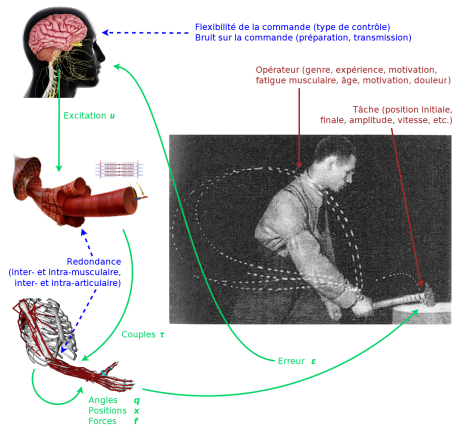 Flexibilité de la commande (type de contrôle)
Bruit sur la commande (préparation, transmission)
Opérateur (genre, expérience, motivation,
fatigue musculaire, âge, motivation, douleur)
Tâche (position initiale,
finale, amplitude, vitesse, etc.)
Excitation u
Redondance
(inter- et intra-musculaire,
inter- et intra-articulaire)
Couples τ
Erreur ε
Angles q
Positions x
Forces f